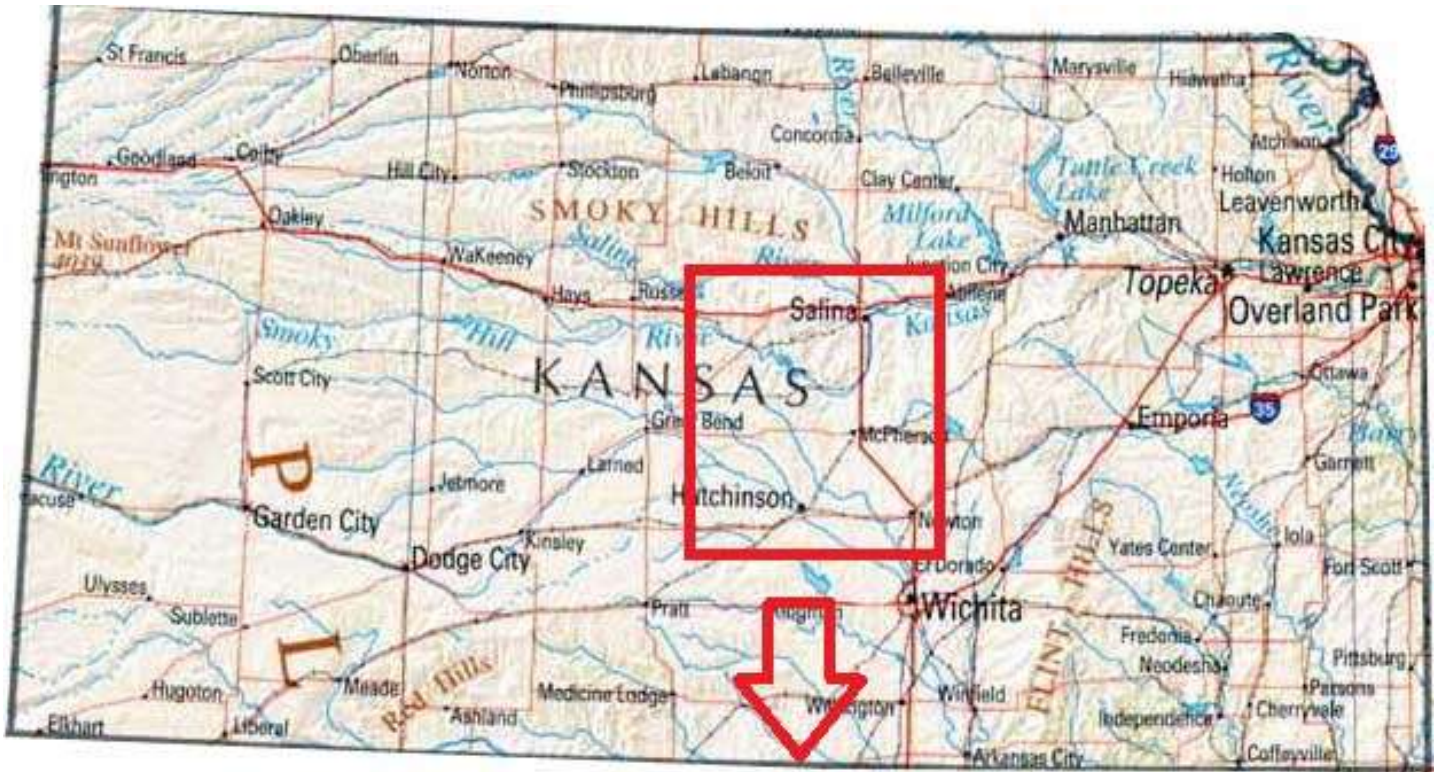 St Francis
Oberlin
Norton
Phillipsburg
Lebanon
River
Belleville
Marysville
Hiawatha
River
Concordia
Atchison
Goodland
Colby
Hill City
Stockton
Beloit
Clay Center
Tuttle Creek
Lake
Holton
Leavenworth
Oakley
SMOKY HILLS
Milford
Lake
Manhattan
Kansas City
Mt Sunflower
4039
WaKeeney
Saline
River
Junction City
Topeka
Lawrence
Hays
Salina
Kansas
Overland Park
Smoky
Hill
River
KANSAS
Scott City
Ottawa
35
Emporia
McPherson
Larned
Garnett
River
Jetmore
Hutchinson
Garden City
Newton
Neosho
Iola
Kinsley
Dodge City
El Dorado
Yates Center
Fort Scott
Ulysses
Sublette
Pratt
Wichita
Chanute
FLINT HILLS
Fredonia
Neodesha
Pittsburg
P
L
Hugoton
Meade
Red Hills
Medicine Lodge
Winfield
Parsons
Cherryvale
Independence
Elkhart
Liberal
Ashland
Arkansas City
Coffeyville